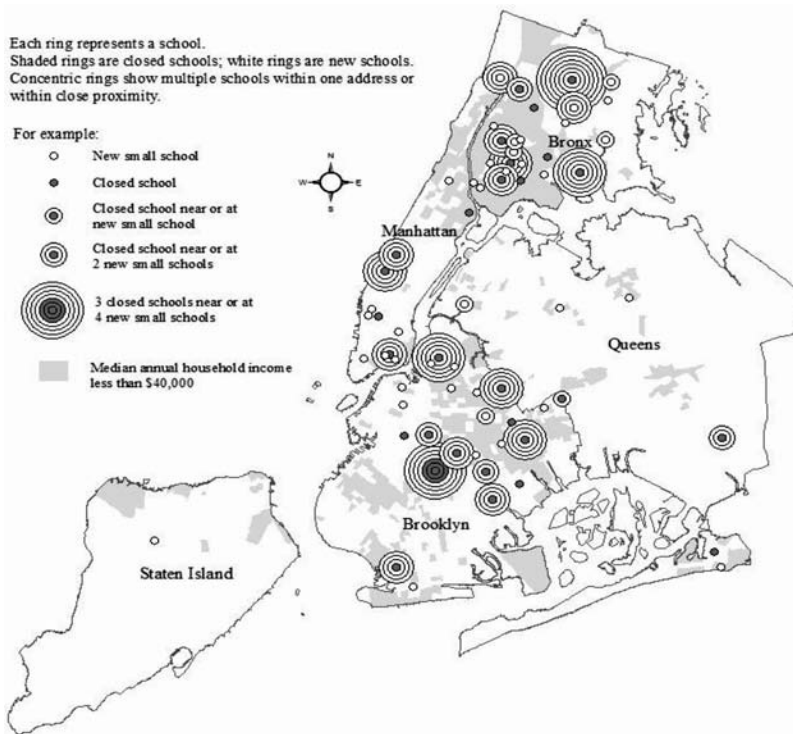 Each ring represents a school.
Shaded rings are closed schools; white rings are new schools.
Concentric rings show multiple schools within one address or
within close proximity.
For example:
New small school
Closed school
Closed school near or at
new small school
Closed school near or at
2 new small schools
3 closed schools near or at
4 new small schools
Median annual household income
less than $40,000
N
W E
S
Bronx
Manhattan
Queens
Brooklyn
Staten Island